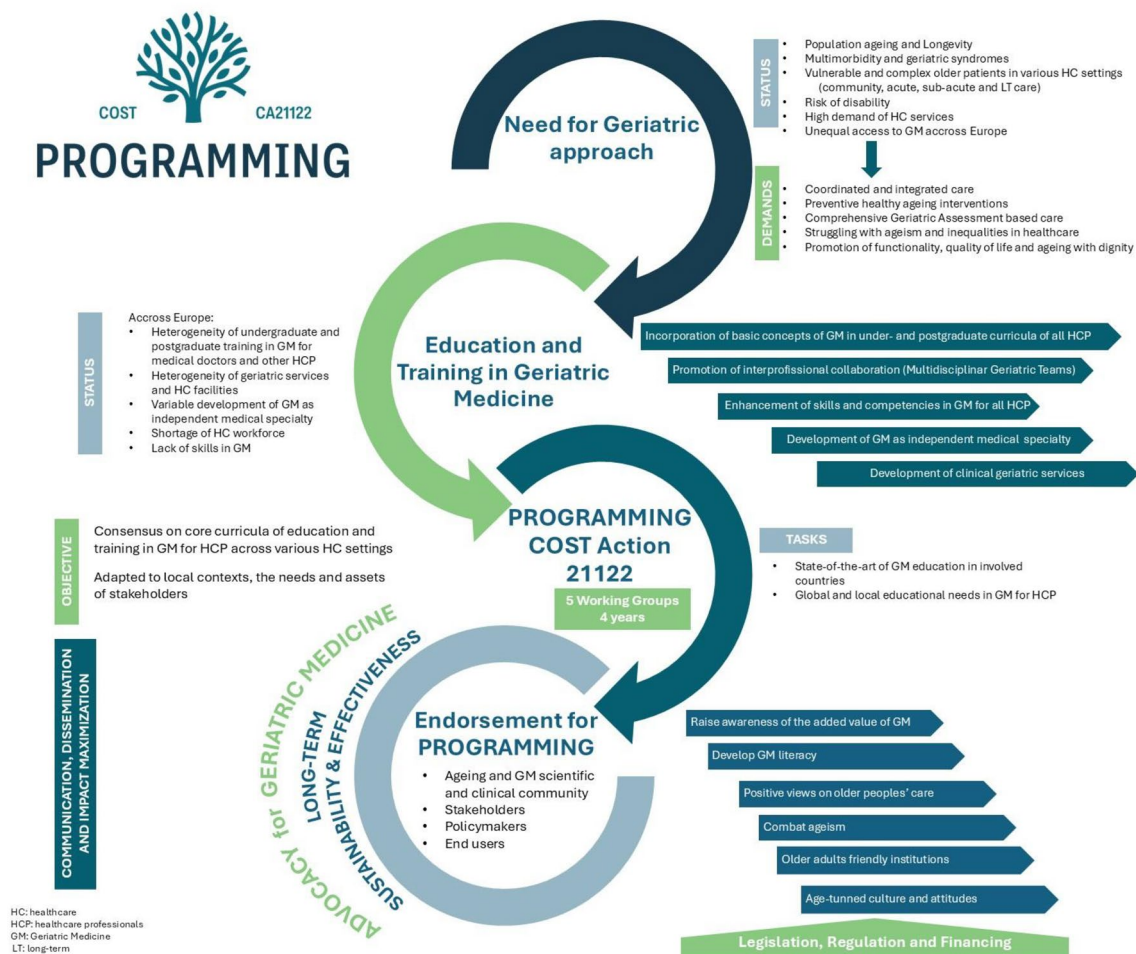 COST CA21122
PROGRAMMING
Need for Geriatric
approach
STATUS
• Population ageing and Longevity
• Multimorbidity and geriatric syndromes
• Vulnerable and complex older patients in various HC settings
(community, acute, sub-acute and LT care)
• Risk of disability
• High demand of HC services
• Unequal access to GM accross Europe
DEMANDS
• Coordinated and integrated care
• Preventive healthy ageing interventions
• Comprehensive Geriatric Assessment based care
• Struggling with ageism and inequalities in healthcare
• Promotion of functionality, quality of life and ageing with dignity
Education and
Training in Geriatric
Medicine
STATUS
Accross Europe:
• Heterogeneity of undergraduate and
postgraduate training in GM for
medical doctors and other HCP
• Heterogeneity of geriatric services
and HC facilities
• Variable development of GM as
independent medical specialty
• Shortage of HC workforce
• Lack of skills in GM
Incorporation of basic concepts of GM in under- and postgraduate curricula of all HCP
Promotion of interprofissional collaboration (Multidisciplinar Geriatric Teams)
Enhancement of skills and competencies in GM for all HCP
Development of GM as independent medical specialty
Development of clinical geriatric services
PROGRAMMING
COST Action
21122
5 Working Groups
4 years
OBJECTIVE
Consensus on core curricula of education and
training in GM for HCP across various HC settings
Adapted to local contexts, the needs and assets
of stakeholders
TASKS
• State-of-the-art of GM education in involved
countries
• Global and local educational needs in GM for HCP
COMMUNICATION, DISSEMINATION
AND IMPACT MAXIMIZATION
ADVOCACY for GERIATRIC MEDICINE
LONG-TERM
SUSTAINABILITY & EFFECTIVENESS
Endorsement for
PROGRAMMING
• Ageing and GM scientific
and clinical community
• Stakeholders
• Policymakers
• End users
Raise awareness of the added value of GM
Develop GM literacy
Positive views on older peoples' care
Combat ageism
Older adults friendly institutions
Age-tunned culture and attitudes
Legislation, Regulation and Financing
HC: healthcare
HCP: healthcare professionals
GM: Geriatric Medicine
LT: long-term